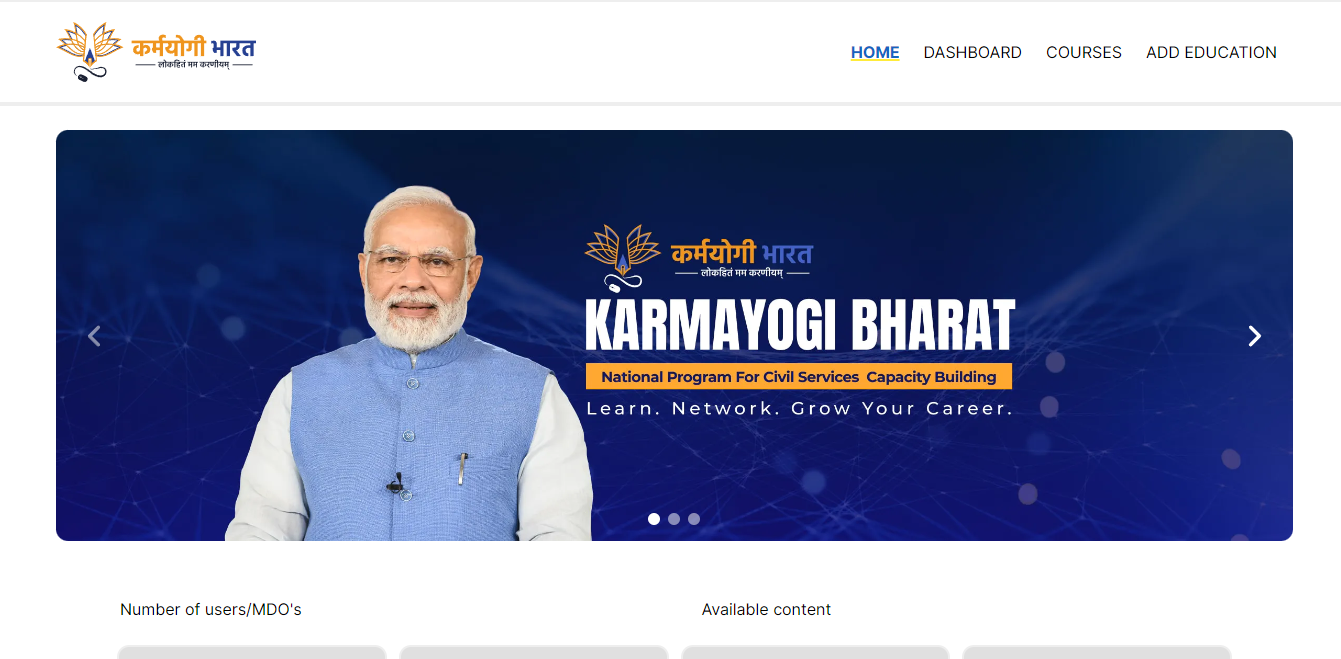 कर्मयोगी भारत
लोकहितं मम करणीयम्
HOME DASHBOARD COURSES ADD EDUCATION
कर्मयोगी भारत
लोकहितं मम करणीयम्
KARMAYOGI BHARAT
National Program For Civil Services Capacity Building
Learn. Network. Grow Your Career.
Number of users/MDO's
Available content